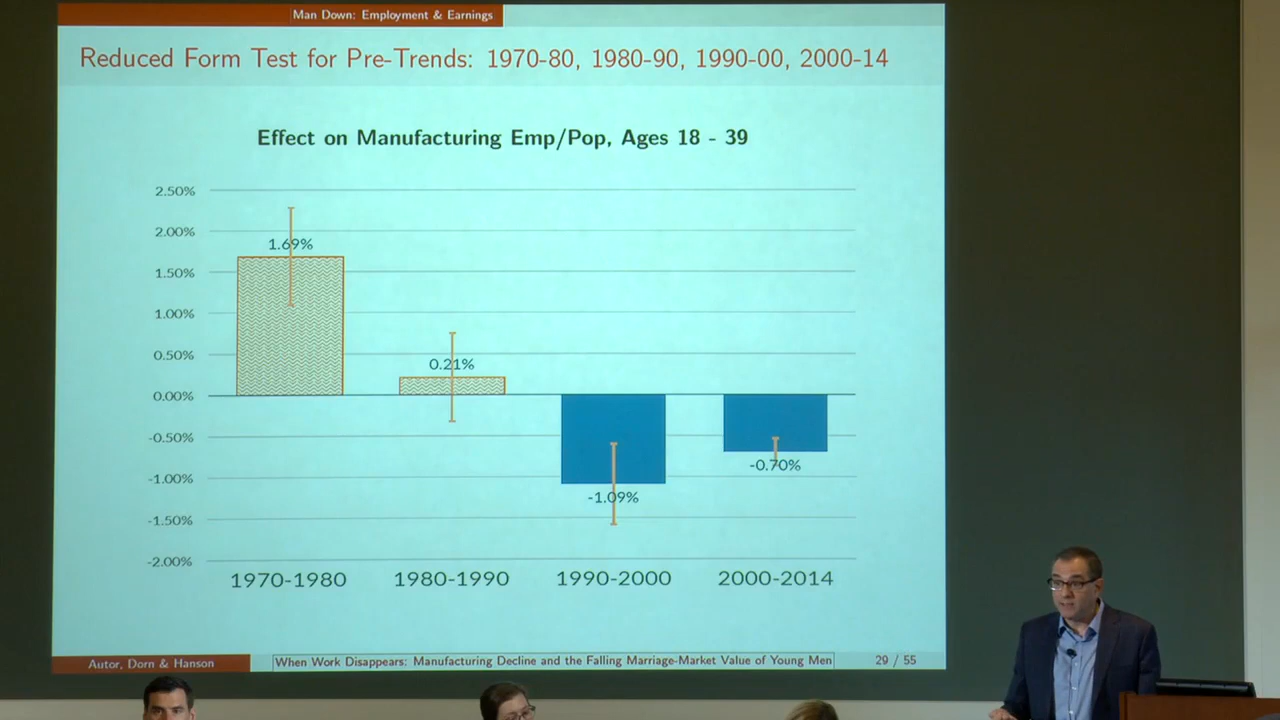 Man Down: Employment & Earnings
Reduced Form Test for Pre-Trends: 1970-80, 1980-90, 1990-00, 2000-14
Effect on Manufacturing Emp/Pop, Ages 18 - 39
2.50%
2.00%
1.50%
1.00%
0.50%
0.00%
-0.50%
-1.00%
-1.50%
-2.00%
1.69%
0.21%
-1.09%
-0.70%
1970-1980 1980-1990 1990-2000 2000-2014
Autor, Dorn & Hanson When Work Disappears: Manufacturing Decline and the Falling Marriage-Market Value of Young Men 29 / 55